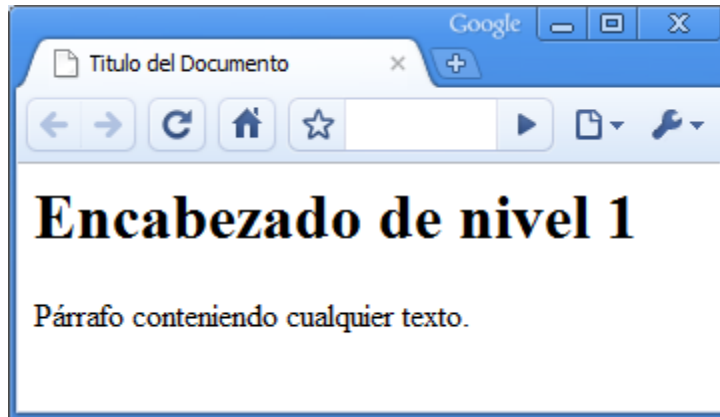 Google
Titulo del Documento
Encabezado de nivel 1
Párrafo conteniendo cualquier texto.